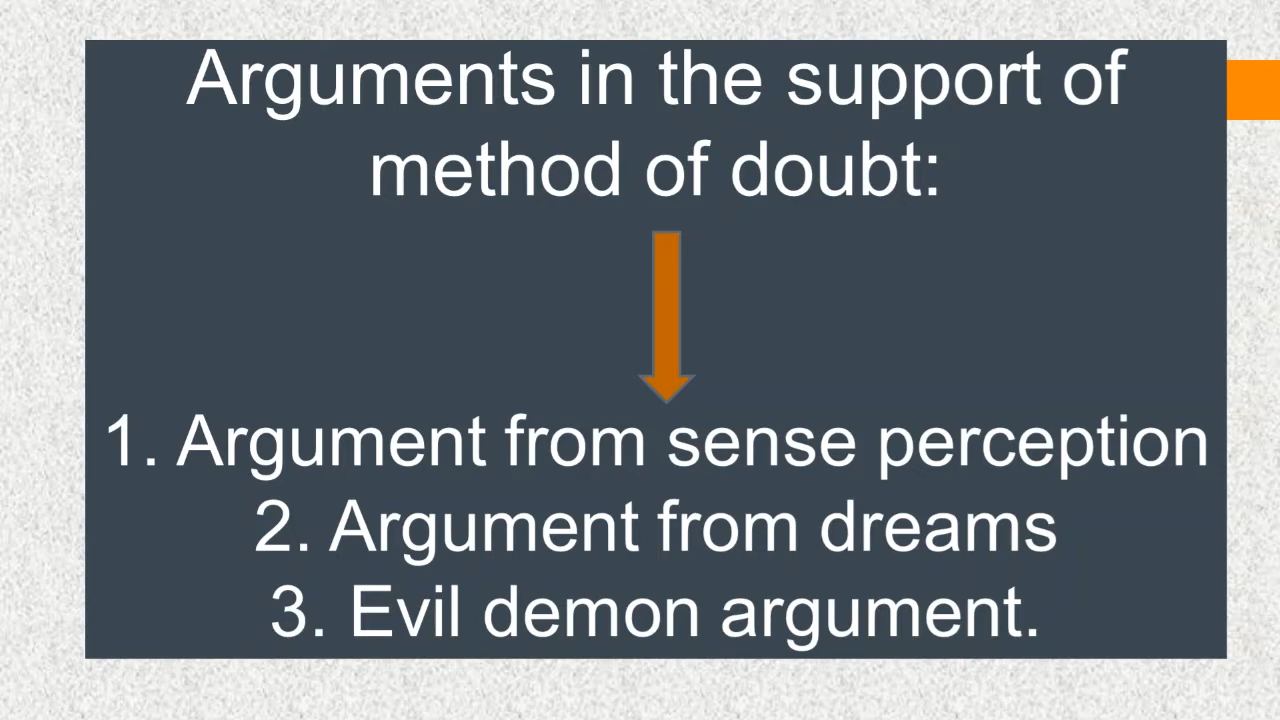 Arguments in the support of
method of doubt:
1. Argument from sense perception
2. Argument from dreams
3. Evil demon argument.